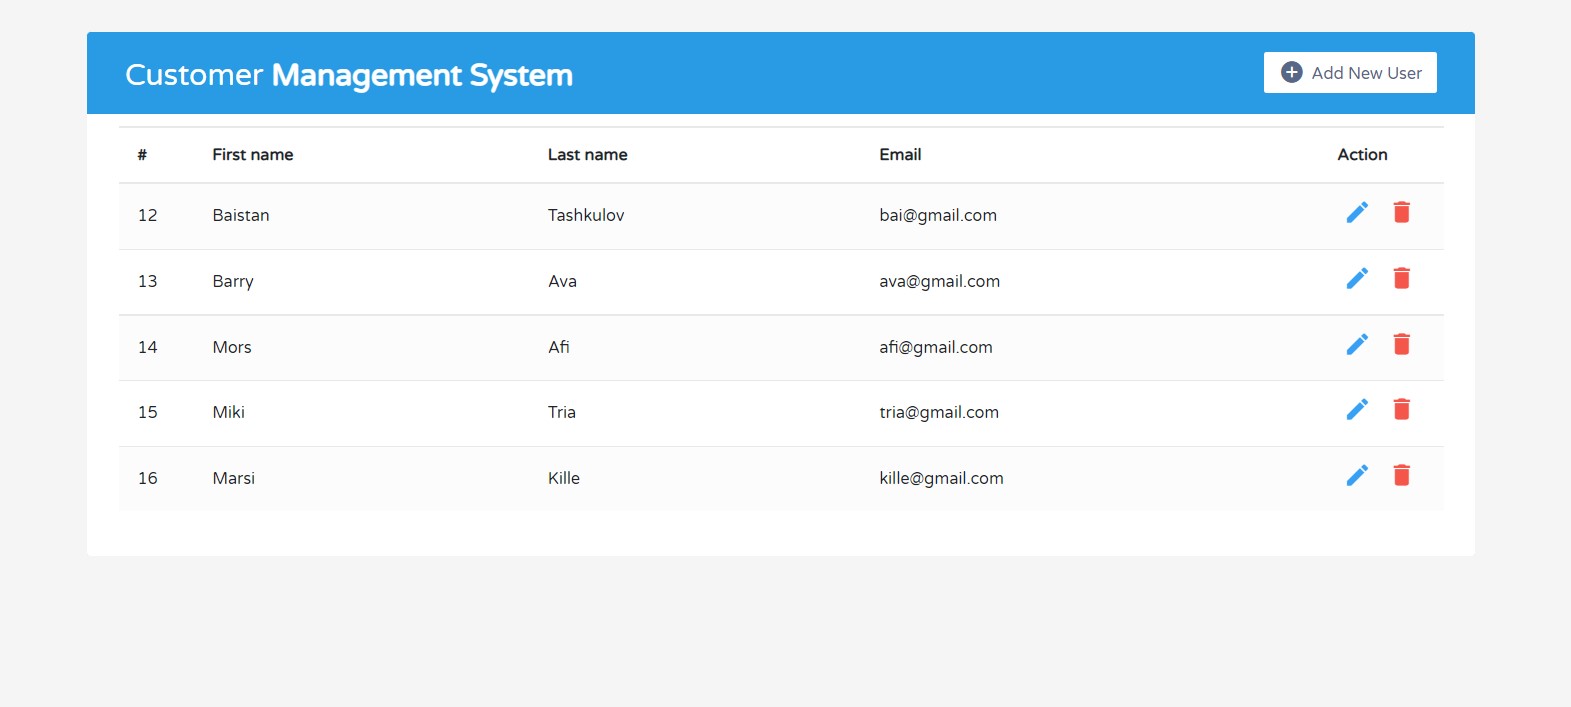 Customer Management System
Add New User
# First name Last name Email Action
12 Baistan Tashkulov bai@gmail.com
13 Barry Ava ava@gmail.com
14 Mors Afi afi@gmail.com
15 Miki Tria tria@gmail.com
16 Marsi Kille kille@gmail.com